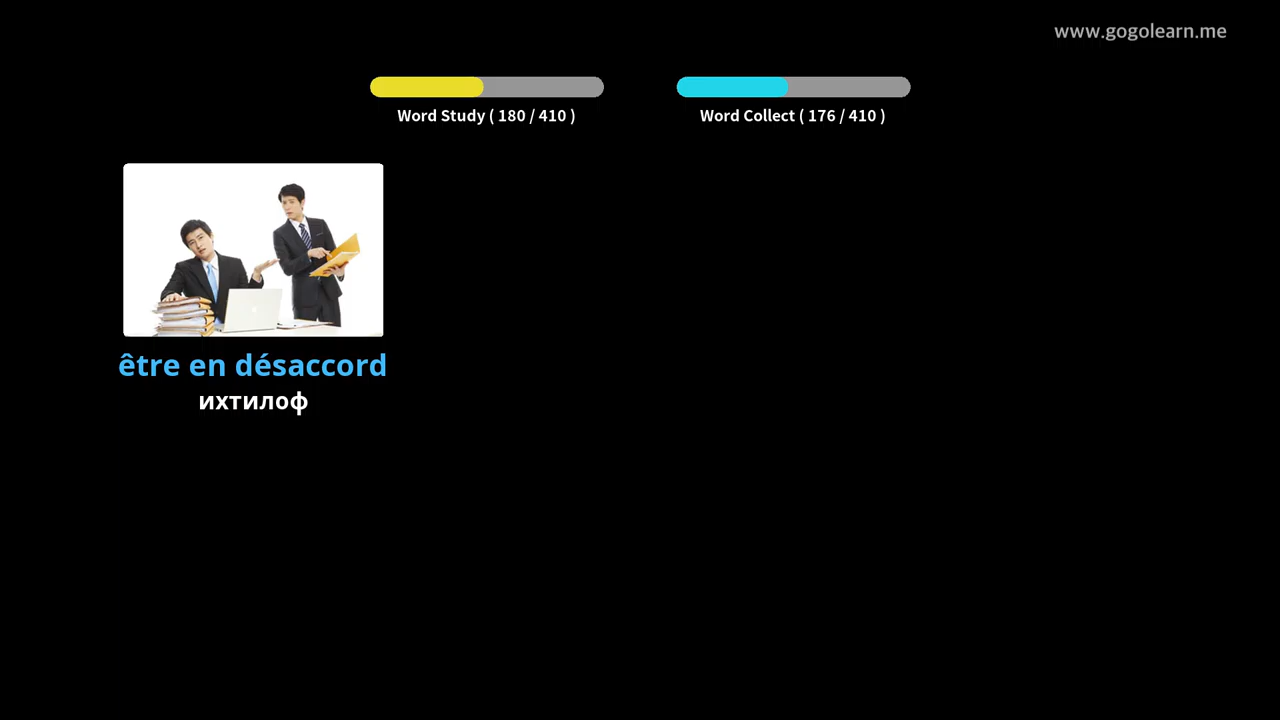 www.gogolearn.me
Word Study ( 180 / 410 )
Word Collect ( 176 / 410 )
être en désaccord
ихтилоф